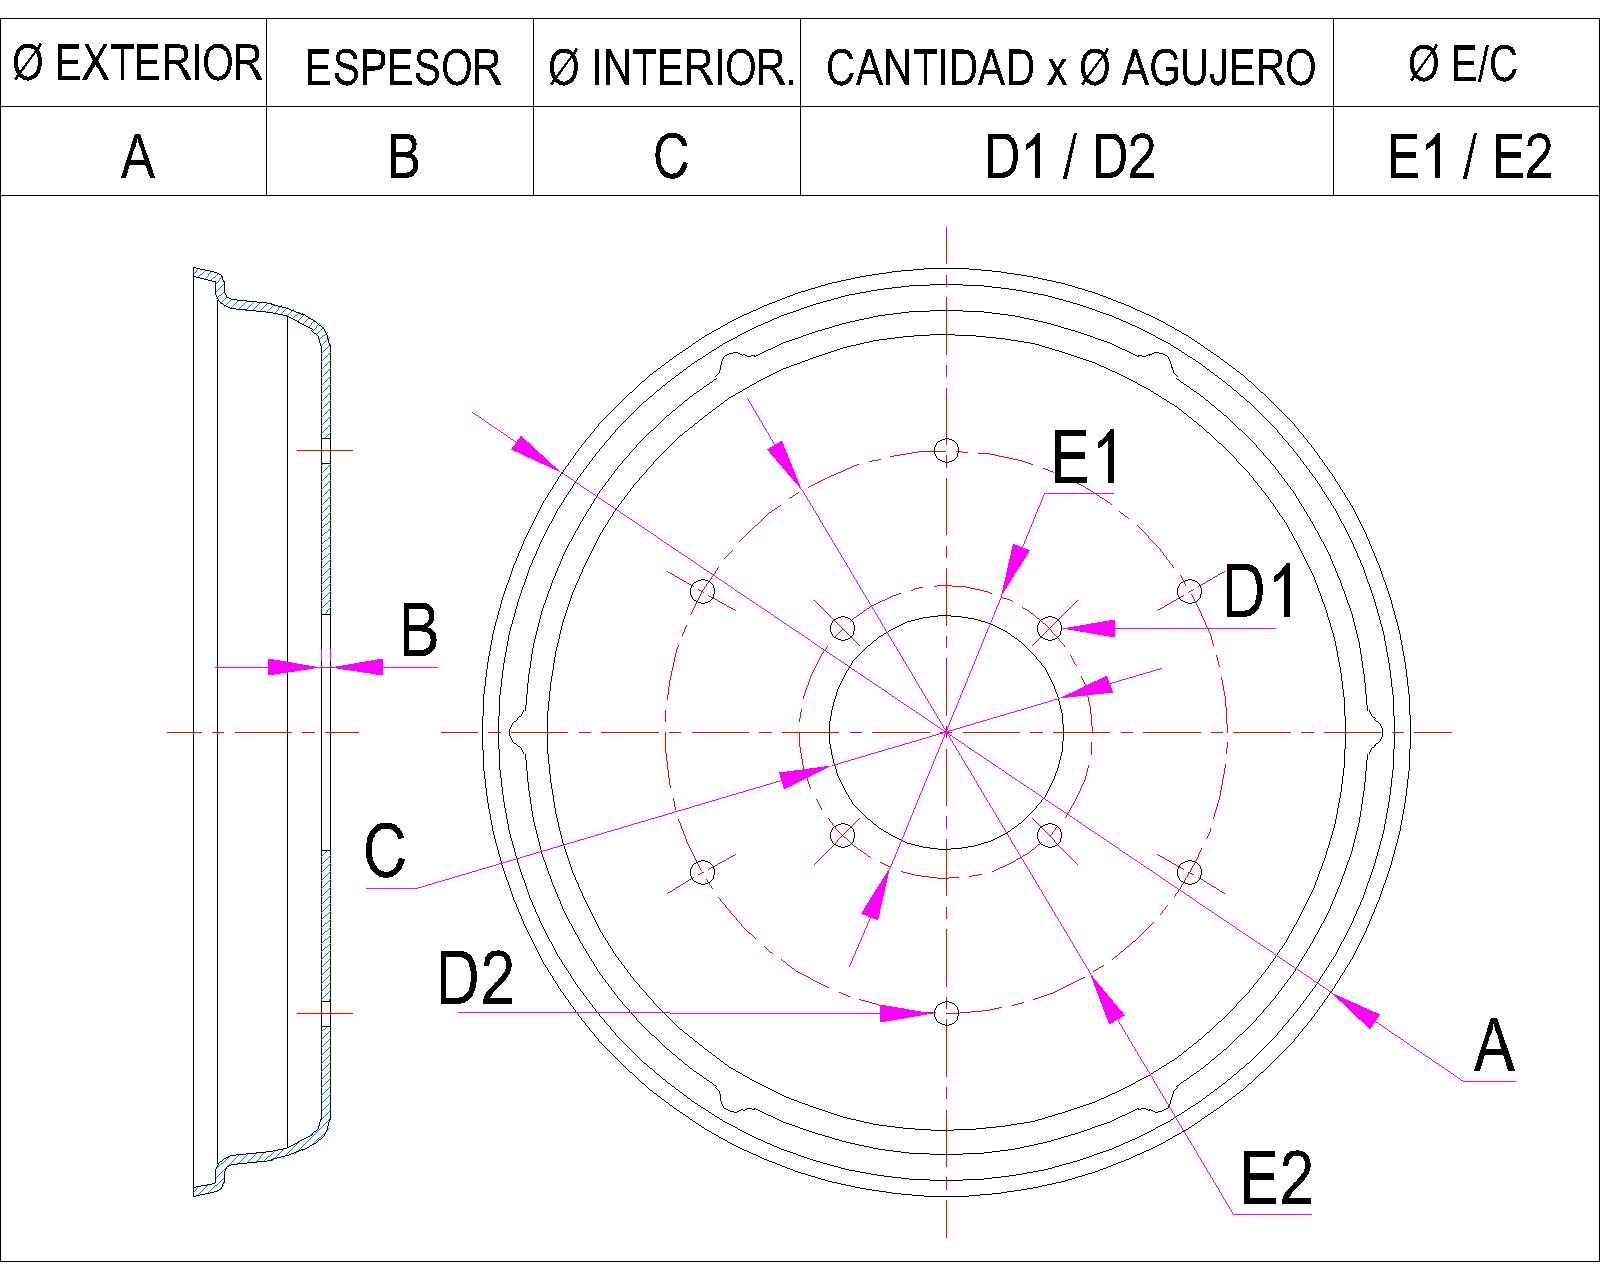 Ø EXTERIOR ESPESOR Ø INTERIOR. CANTIDAD x Ø AGUJERO Ø E/C
A B C D1 / D2 E1 / E2
E1
D1
B
C
D2
A
E2